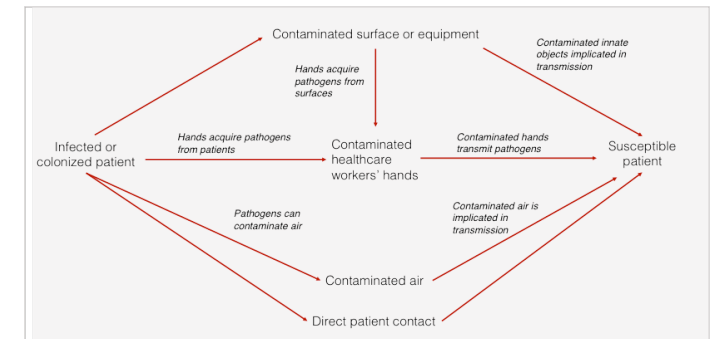 Contaminated surface or equipment
Contaminated innate
objects implicated in
transmission
Hands acquire
pathogens from
surfaces
Infected or
colonized patient
Hands acquire pathogens
from patients
Contaminated
healthcare
workers' hands
Contaminated hands
transmit pathogens
Susceptible
patient
Pathogens can
contaminate air
Contaminated air is
implicated in
transmission
Contaminated air
Direct patient contact